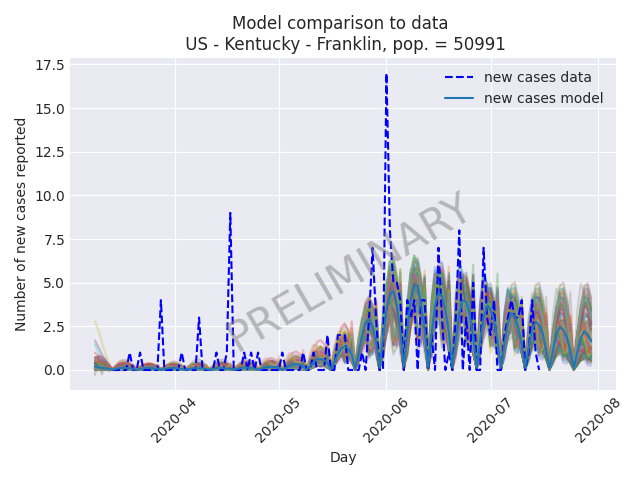 Model comparison to data
US - Kentucky - Franklin, pop. = 50991
new cases data
new cases model
PRELIMINARY
Number of new cases reported
17.5
15.0
12.5
10.0
7.5
5.0
2.5
0.0
2020-04
2020-05
2020-06
2020-07
2020-08
Day